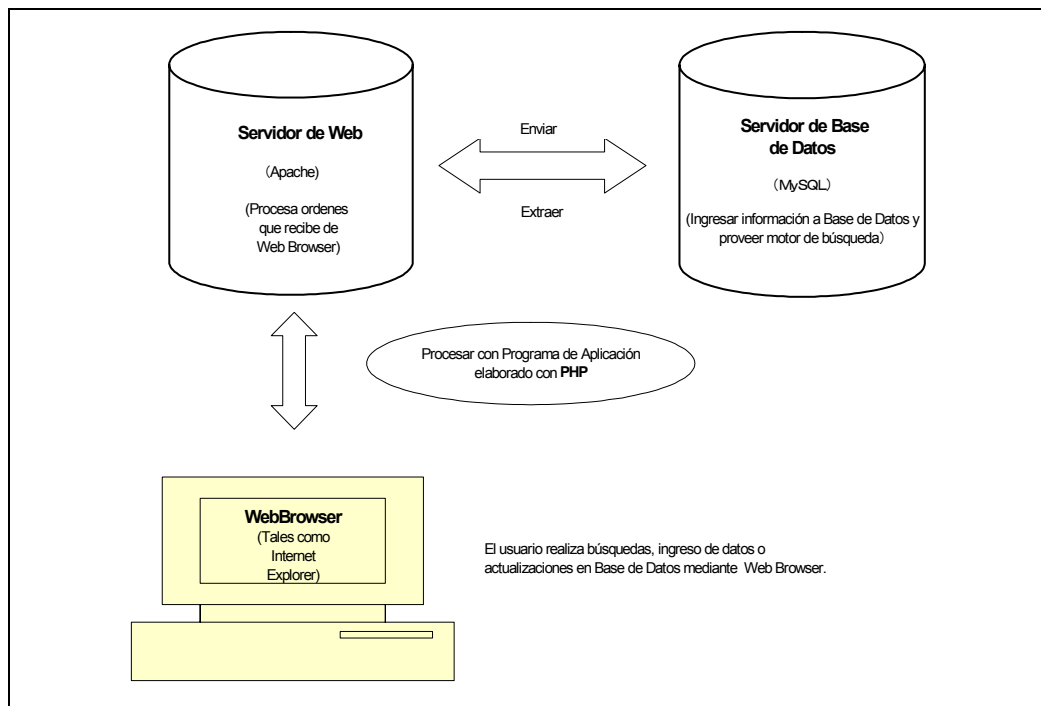 Servidor de Web
(Apache)
(Procesa ordenes
que recibe de
Web Browser)
Enviar
Extraer
Servidor de Base
de Datos
(MySQL)
(Ingresar información a Base de Datos y
proveer motor de búsqueda)
Procesar con Programa de Aplicación
elaborado con PHP
WebBrowser
(Tales como
Internet
Explorer)
El usuario realiza búsquedas, ingreso de datos o
actualizaciones en Base de Datos mediante Web Browser.